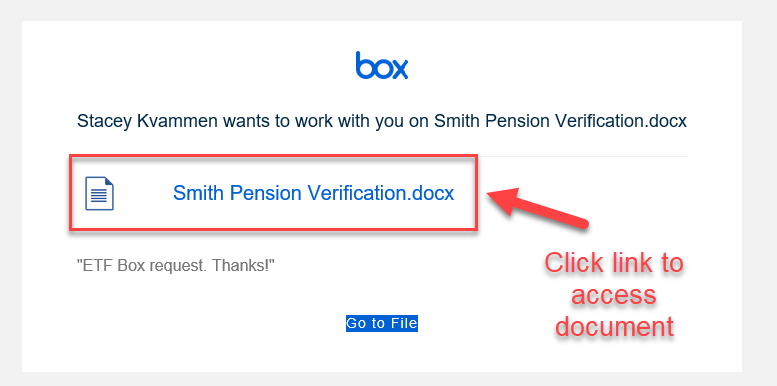 box
Stacey Kvammen wants to work with you on Smith Pension Verification.docx
Smith Pension Verification.docx
"ETF Box request. Thanks!"
Click link to
access
document
Go to File